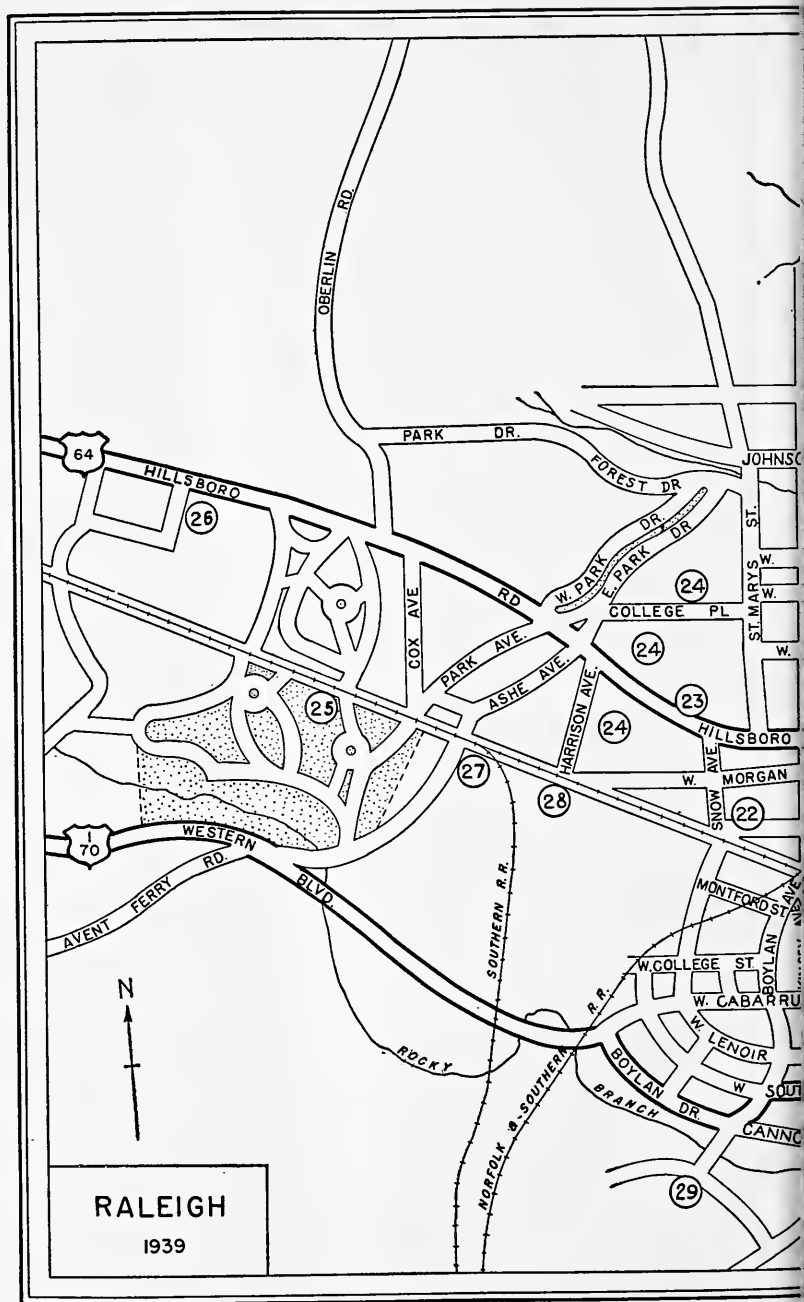 OBERLIN RD.
PARK DR.
FOREST DR
JOHNSO
64
HILLSBORO
26
W. PARK DR.
E. PARK DR
ST. MARYS ST.
W.
W.
24
COLLEGE PL
24
W.
COX AVE
RD
PARK AVE.
ASHE AVE.
HARRISON AVE.
23
HILLSBORO
24
25
27
28
SNOW AVE.
W. MORGAN
22
1
70
WESTERN
BLVD.
AVENT FERRY RD.
SOUTHERN R.R.
MONTFORD ST
BOYLAN AVE
W. COLLEGE ST.
W. CABARRU
W. LENOIR
W SOUT
N
ROCKY
BRANCH
NORFOLK & SOUTHERN R.R.
BOYLAN DR.
CANNO
29
RALEIGH
1939